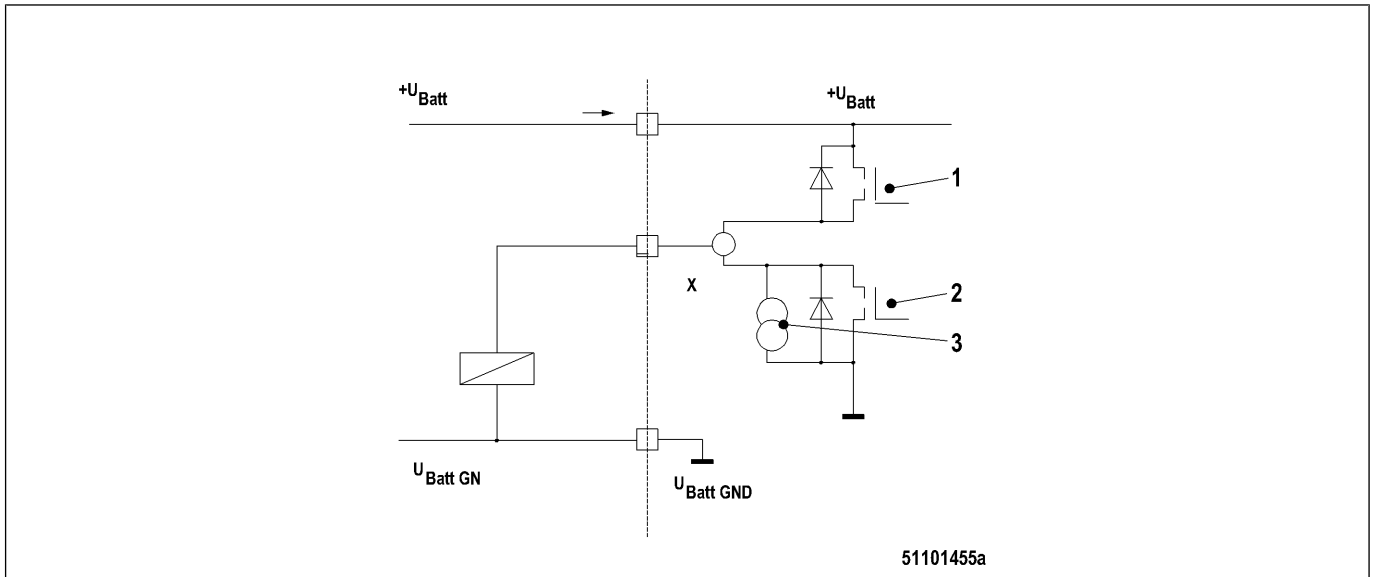 +UBatt
+UBatt
1
X
2
3
UBatt GN
UBatt GND
51101455a